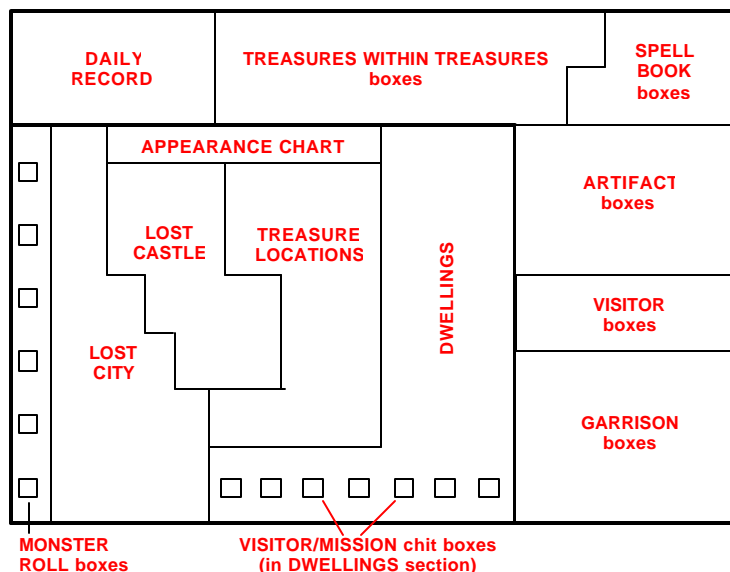 DAILY
RECORD
TREASURES WITHIN TREASURES
boxes
SPELL
BOOK
boxes
APPEARANCE CHART
LOST
CASTLE
TREASURE
LOCATIONS
DWELLINGS
ARTIFACT
boxes
VISITOR
boxes
LOST
CITY
GARRISON
boxes
MONSTER
ROLL boxes
VISITOR/MISSION chit boxes
(in DWELLINGS section)